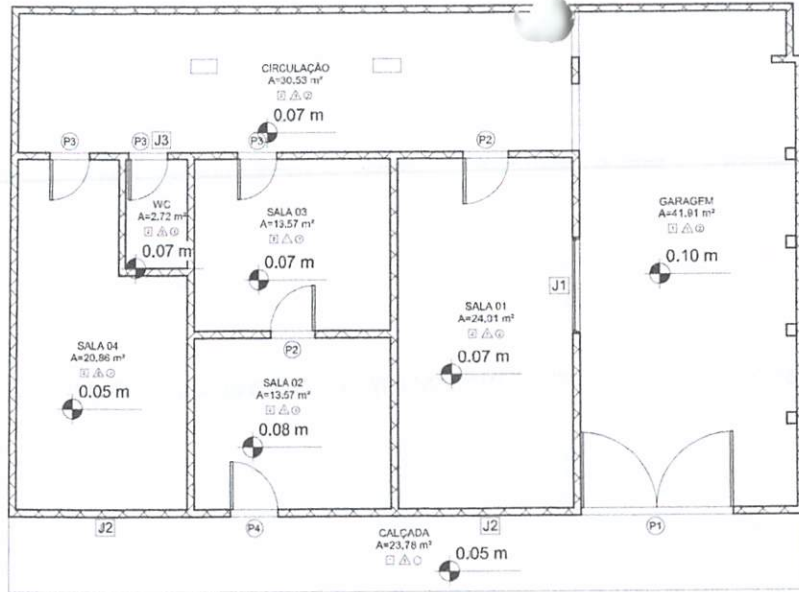 CIRCULAÇÃO
A=30.53 m²
0.07 m
P3
P3
J3
P3
P2
WC
A=2.72 m²
0.07 m
SALA 03
A=13.57 m²
0.07 m
GARAGEM
A=41.91 m²
0.10 m
J1
SALA 01
A=24.01 m²
0.07 m
SALA 04
A=20.86 m²
0.05 m
P2
SALA 02
A=13.57 m²
0.08 m
J2
P4
J2
P1
CALÇADA
A=23.78 m²
0.05 m